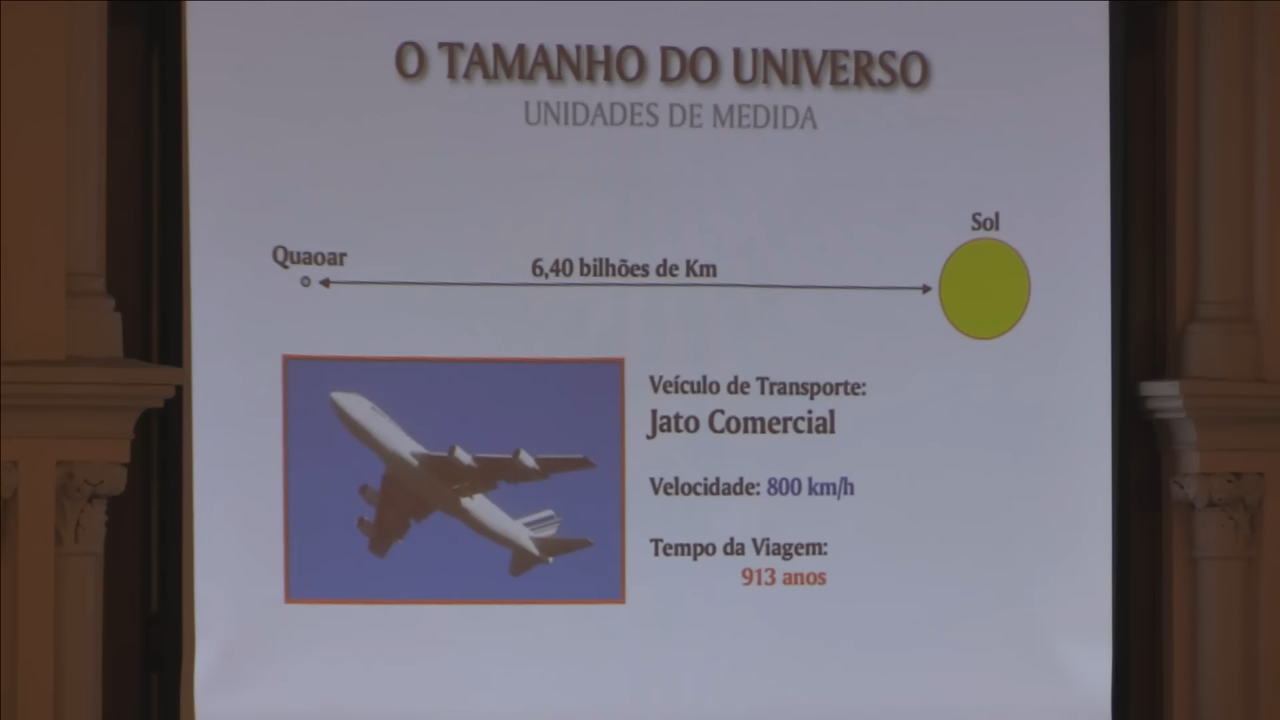 O TAMANHO DO UNIVERSO
UNIDADES DE MEDIDA
Sol
Quaoar
6,40 bilhões de Km
Veículo de Transporte:
Jato Comercial
Velocidade: 800 km/h
Tempo da Viagem:
913 anos